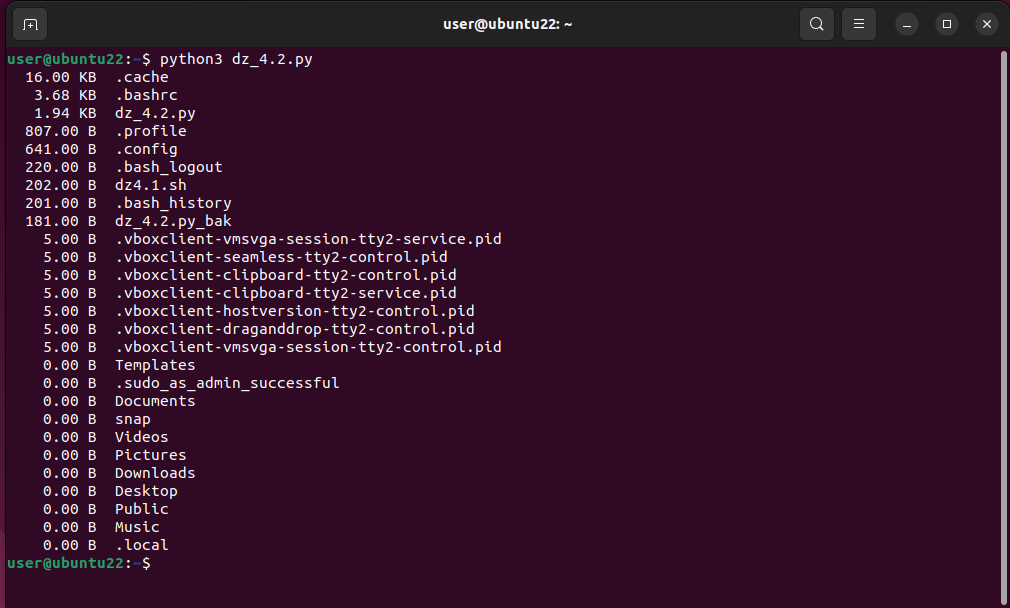 user@ubuntu22: ~
user@ubuntu22:~$ python3 dz_4.2.py
16.00 KB .cache
3.68 KB .bashrc
1.94 KB dz_4.2.py
807.00 B .profile
641.00 B .config
220.00 B .bash_logout
202.00 B dz4.1.sh
201.00 B .bash_history
181.00 B dz_4.2.py_bak
5.00 B .vboxclient-vmsvga-session-tty2-service.pid
5.00 B .vboxclient-seamless-tty2-control.pid
5.00 B .vboxclient-clipboard-tty2-control.pid
5.00 B .vboxclient-clipboard-tty2-service.pid
5.00 B .vboxclient-hostversion-tty2-control.pid
5.00 B .vboxclient-draganddrop-tty2-control.pid
5.00 B .vboxclient-vmsvga-session-tty2-control.pid
0.00 B Templates
0.00 B .sudo_as_admin_successful
0.00 B Documents
0.00 B snap
0.00 B Videos
0.00 B Pictures
0.00 B Downloads
0.00 B Desktop
0.00 B Public
0.00 B Music
0.00 B .local
user@ubuntu22:~$